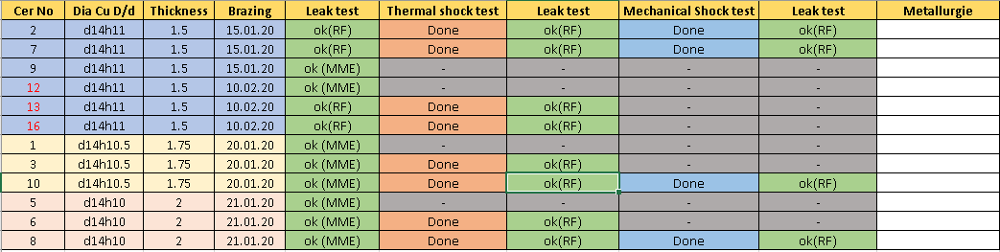 Cer No Dia Cu D/d Thickness Brazing Leak test Thermal shock test Leak test Mechanical Shock test Leak test Metallurgie
2 d14h11 1.5 15.01.20 ok(RF) Done ok(RF) Done ok(RF)
7 d14h11 1.5 15.01.20 ok(RF) Done ok(RF) Done ok(RF)
9 d14h11 1.5 15.01.20 ok (MME) - - - -
12 d14h11 1.5 10.02.20 ok (MME) - - - -
13 d14h11 1.5 10.02.20 ok(RF) Done ok(RF) - -
16 d14h11 1.5 10.02.20 ok(RF) Done ok(RF) - -
1 d14h10.5 1.75 20.01.20 ok (MME) - - - -
3 d14h10.5 1.75 20.01.20 ok (MME) Done ok(RF) - -
10 d14h10.5 1.75 20.01.20 ok (MME) Done ok(RF) Done ok(RF)
5 d14h10 2 21.01.20 ok (MME) - - - -
6 d14h10 2 21.01.20 ok (MME) Done ok(RF) - -
8 d14h10 2 21.01.20 ok (MME) Done ok(RF) Done ok(RF)